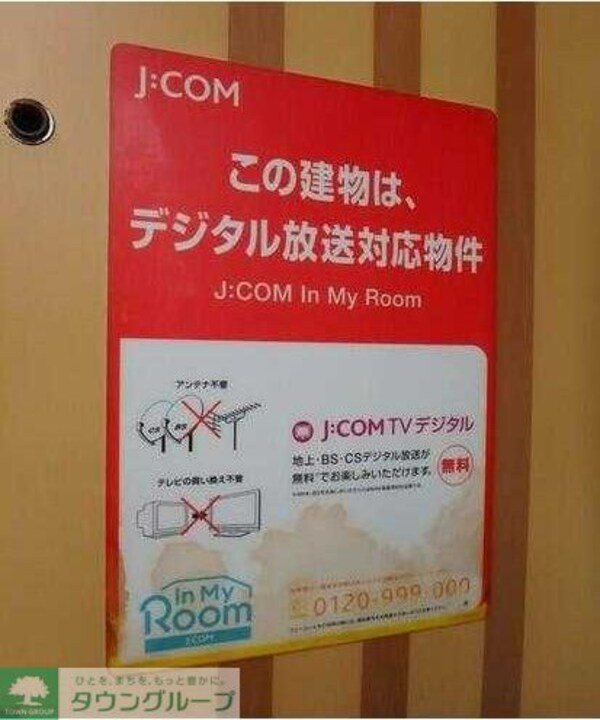 J:COM
この建物は、
デジタル放送対応物件
J:COM In My Room
アンテナ不要
CS BS
J:COM TV デジタル
地上・BS・CSデジタル放送が
無料*でお楽しみいただけます。
無料
テレビの買い換え不要
In My
Room
J:COM
0120-999-000
ひとを、まちを、もっと豊かに。
タウングループ
TOWN GROUP